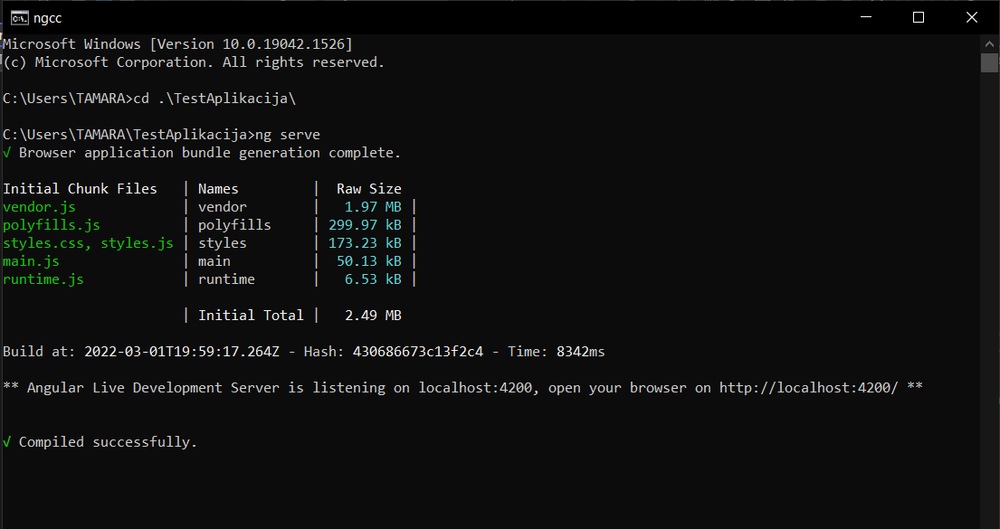 ngcc
Microsoft Windows [Version 10.0.19042.1526]
(c) Microsoft Corporation. All rights reserved.
C:\Users\TAMARA>cd .\TestAplikacija\
C:\Users\TAMARA\TestAplikacija>ng serve
√ Browser application bundle generation complete.
Initial Chunk Files   | Names         |  Raw Size
vendor.js             | vendor        |   1.97 MB |
polyfills.js          | polyfills     | 299.97 kB |
styles.css, styles.js | styles        | 173.23 kB |
main.js               | main          |  50.13 kB |
runtime.js            | runtime       |   6.53 kB |
                      | Initial Total |   2.49 MB
Build at: 2022-03-01T19:59:17.264Z - Hash: 430686673c13f2c4 - Time: 8342ms
** Angular Live Development Server is listening on localhost:4200, open your browser on http://localhost:4200/ **
√ Compiled successfully.